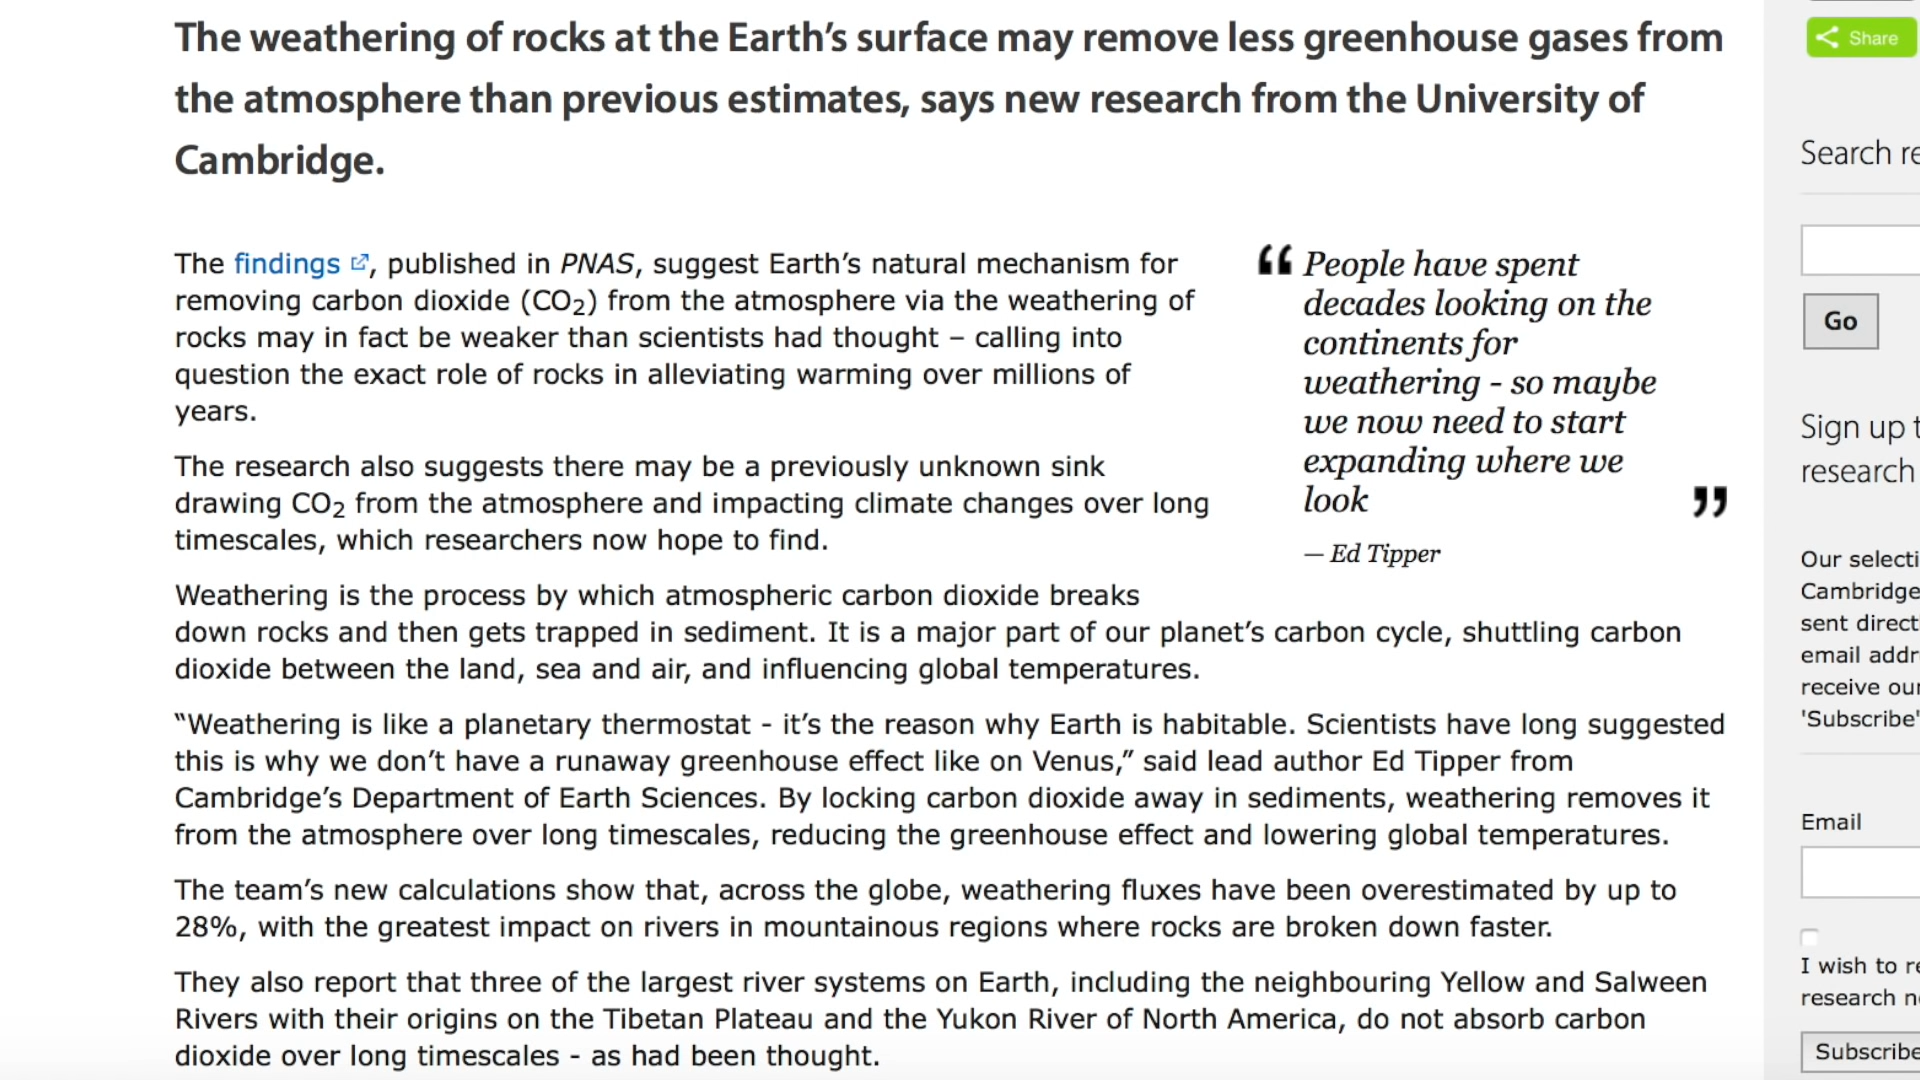 The weathering of rocks at the Earth’s surface may remove less greenhouse gases from
the atmosphere than previous estimates, says new research from the University of
Cambridge.
The findings, published in PNAS, suggest Earth’s natural mechanism for
removing carbon dioxide (CO₂) from the atmosphere via the weathering of
rocks may in fact be weaker than scientists had thought – calling into
question the exact role of rocks in alleviating warming over millions of
years.
The research also suggests there may be a previously unknown sink
drawing CO₂ from the atmosphere and impacting climate changes over long
timescales, which researchers now hope to find.
Weathering is the process by which atmospheric carbon dioxide breaks
down rocks and then gets trapped in sediment. It is a major part of our planet’s carbon cycle, shuttling carbon
dioxide between the land, sea and air, and influencing global temperatures.
“Weathering is like a planetary thermostat - it’s the reason why Earth is habitable. Scientists have long suggested
this is why we don’t have a runaway greenhouse effect like on Venus,” said lead author Ed Tipper from
Cambridge’s Department of Earth Sciences. By locking carbon dioxide away in sediments, weathering removes it
from the atmosphere over long timescales, reducing the greenhouse effect and lowering global temperatures.
The team’s new calculations show that, across the globe, weathering fluxes have been overestimated by up to
28%, with the greatest impact on rivers in mountainous regions where rocks are broken down faster.
They also report that three of the largest river systems on Earth, including the neighbouring Yellow and Salween
Rivers with their origins on the Tibetan Plateau and the Yukon River of North America, do not absorb carbon
dioxide over long timescales - as had been thought.
“People have spent
decades looking on the
continents for
weathering - so maybe
we now need to start
expanding where we
look”
— Ed Tipper
Share
Search
Go
Sign up
research
Our
Cambridge
sent
email
receive
'Subscribe'
Email
I wish to
research
Subscribe